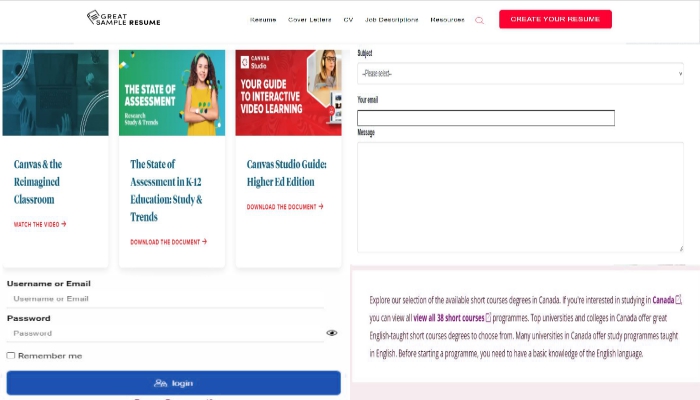 GREAT
SAMPLE RESUME
Resume Cover Letters CV Job Descriptions Resources
CREATE YOUR RESUME
THE STATE OF
ASSESSMENT
Research
Study & Trends
CANVAS
Studio
YOUR GUIDE
TO INTERACTIVE
VIDEO LEARNING
Canvas & the
Reimagined
Classroom
WATCH THE VIDEO →
The State of
Assessment in K-12
Education: Study &
Trends
DOWNLOAD THE DOCUMENT →
Canvas Studio Guide:
Higher Ed Edition
DOWNLOAD THE DOCUMENT →
Username or Email
Username or Email
Password
Password
Remember me
login
Subject
--Please select--
Your email
Message
Explore our selection of the available short courses degrees in Canada. If you're interested in studying in Canada
you can view all view all 38 short courses programmes. Top universities and colleges in Canada offer great
English-taught short courses degrees to choose from. Many universities in Canada offer study programmes taught
in English. Before starting a programme, you need to have a basic knowledge of the English language.